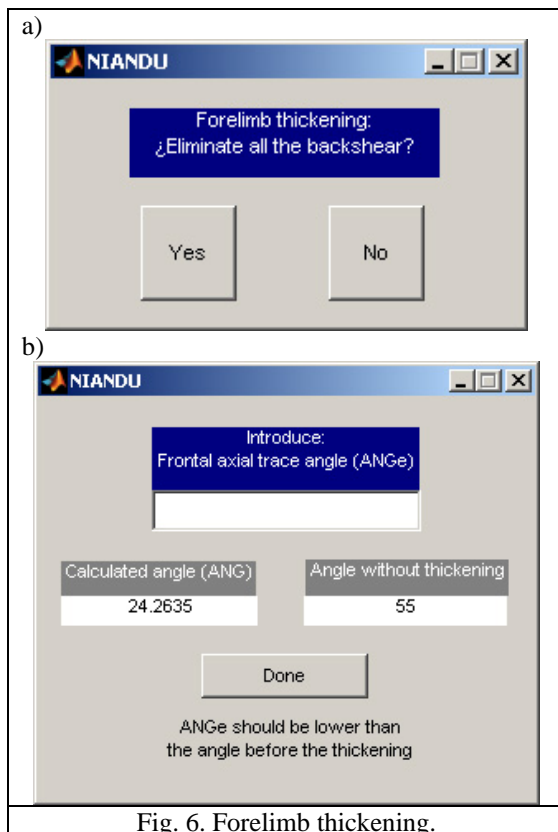 a)
NIANDU
Forelimb thickening:
¿Eliminate all the backshear?
Yes No
b)
NIANDU
Introduce:
Frontal axial trace angle (ANGe)
Calculated angle (ANG) Angle without thickening
24.2635 55
Done
ANGe should be lower than
the angle before the thickening
Fig. 6. Forelimb thickening.